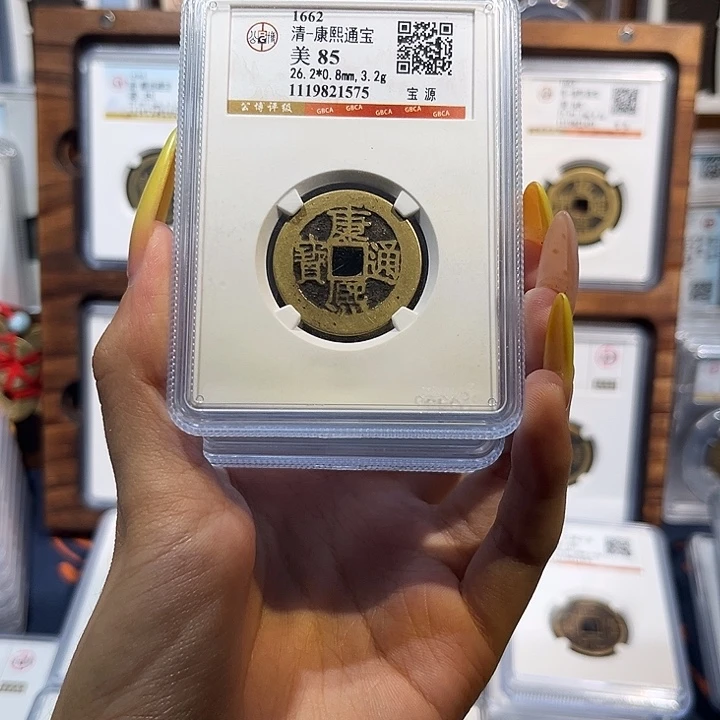 1662
清-康熙通宝
美 85
26.2*0.8mm,3.2g
1119821575
宝 源
公博评级 GBCA GBCA GBCA GBCA GBCA
康熙通寶